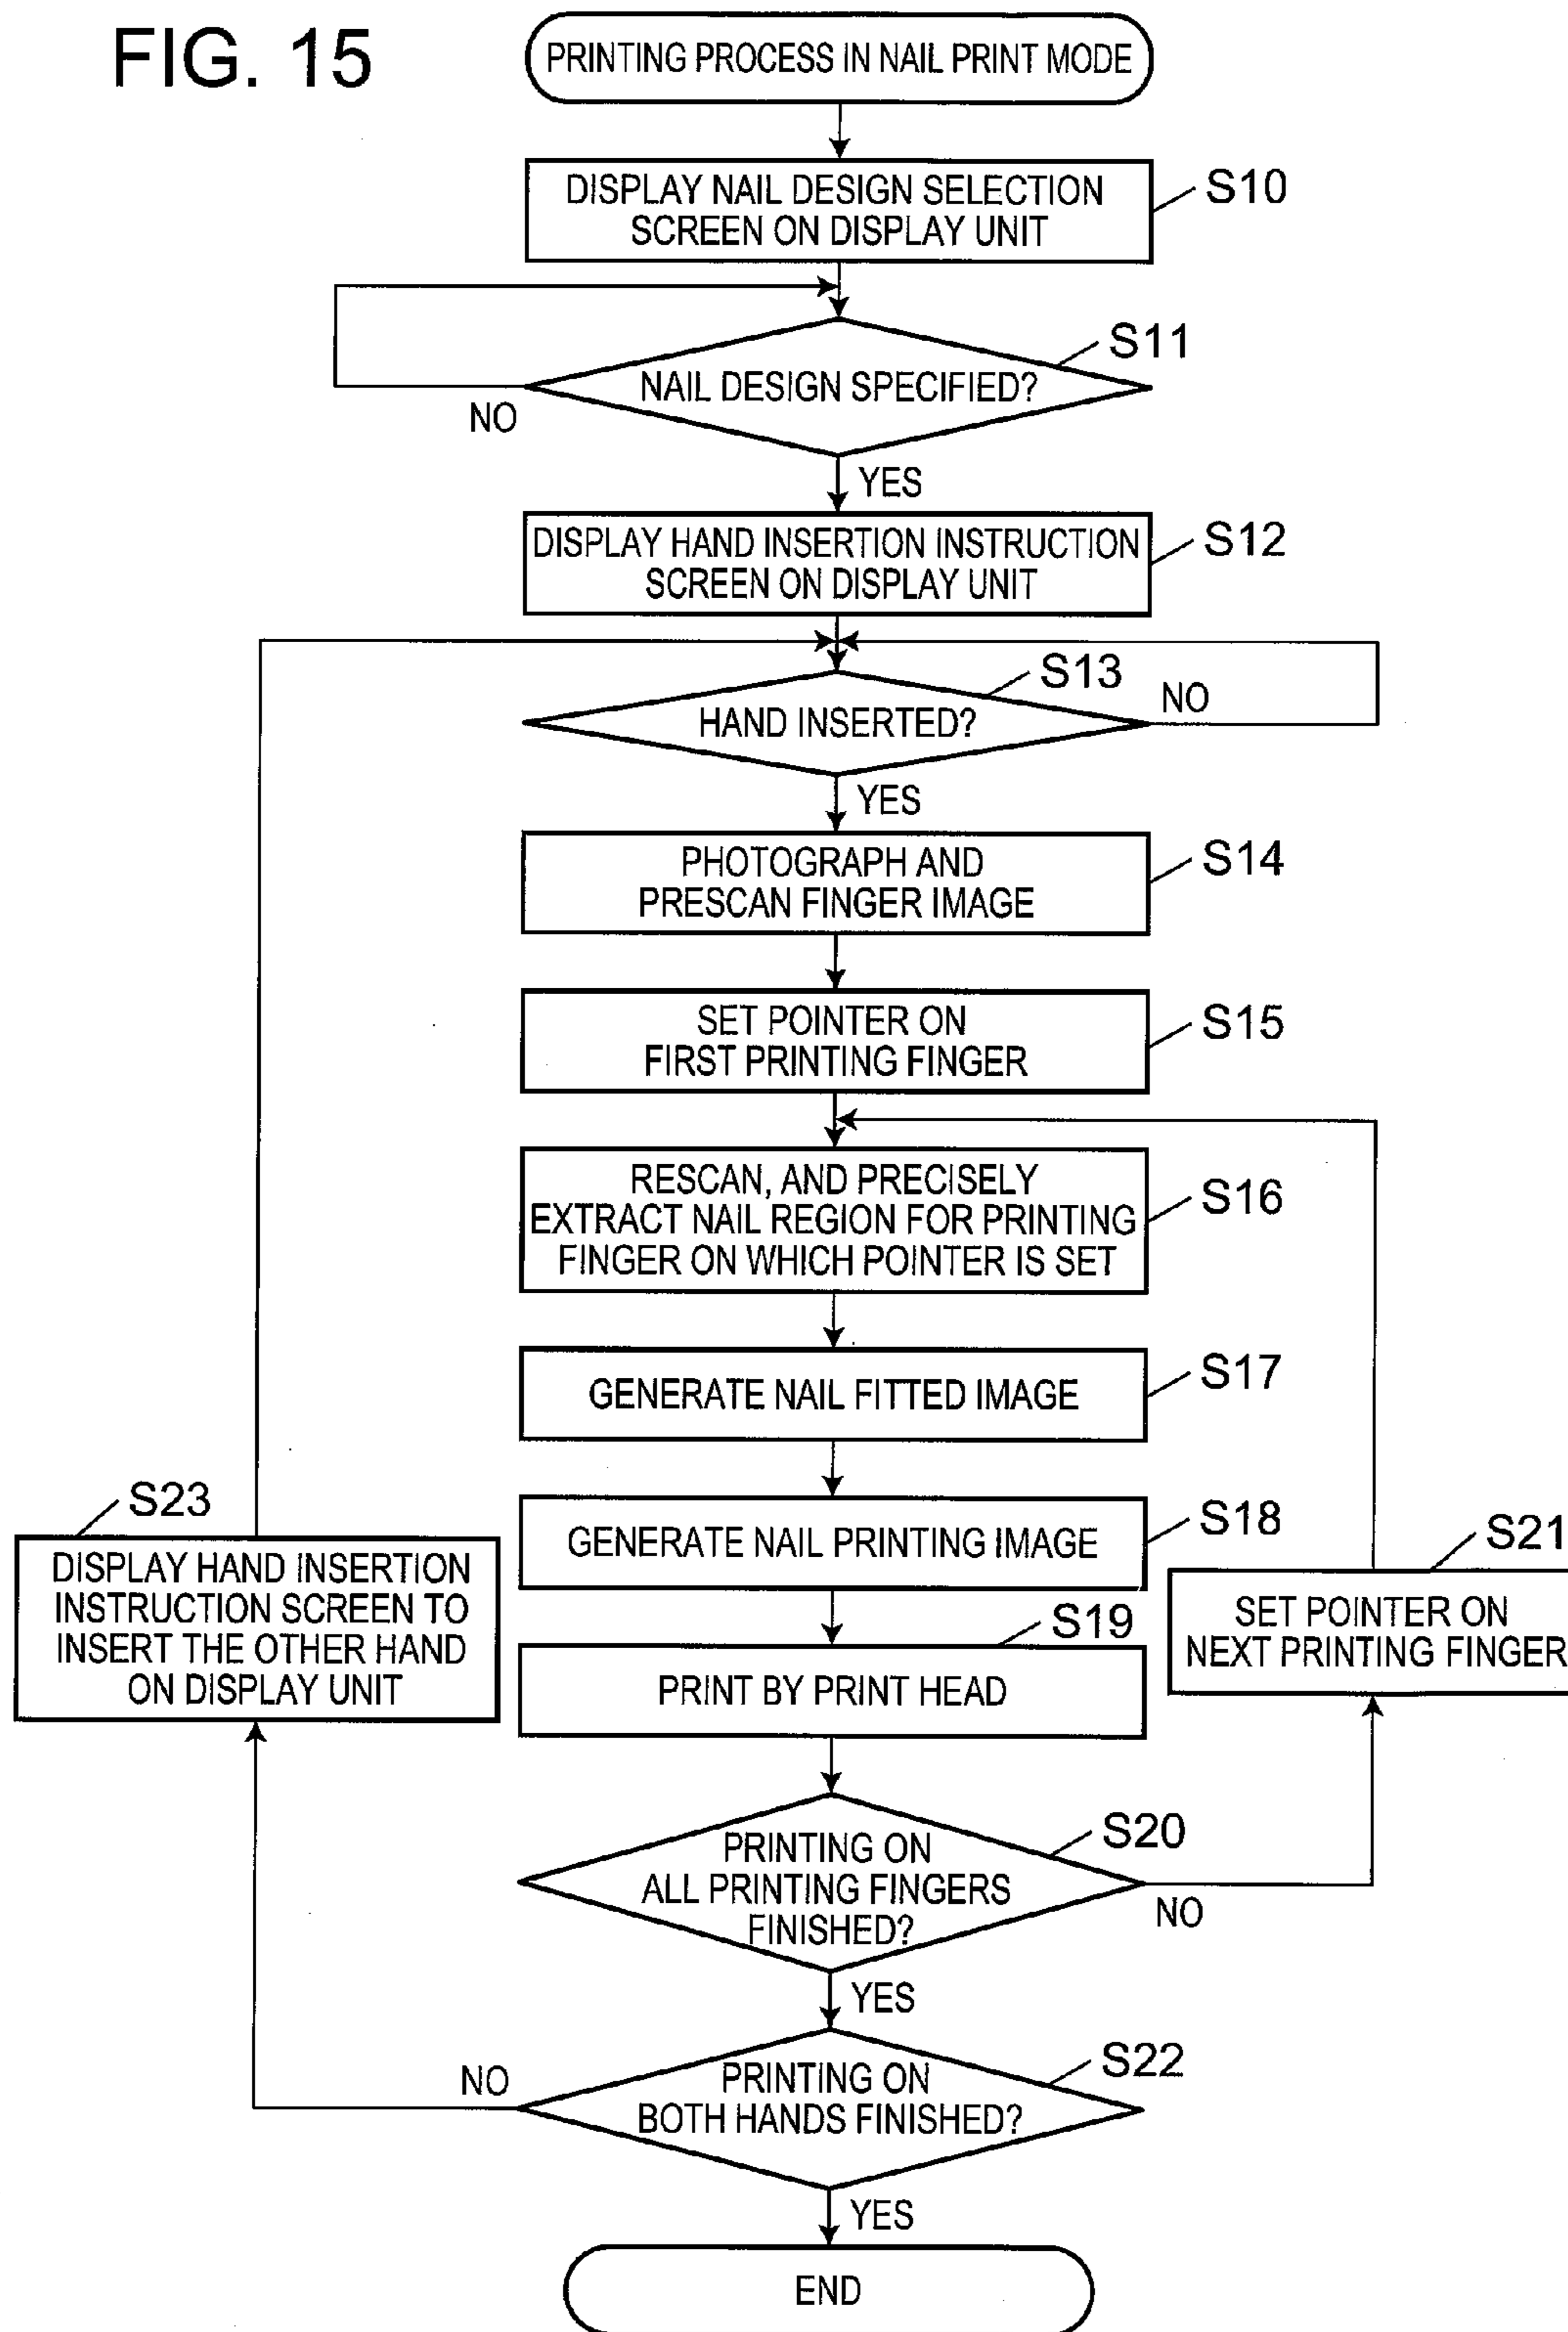 FIG. 15
PRINTING PROCESS IN NAIL PRINT MODE
DISPLAY NAIL DESIGN SELECTION
SCREEN ON DISPLAY UNIT
S10
S11
NAIL DESIGN SPECIFIED?
NO
YES
DISPLAY HAND INSERTION INSTRUCTION
SCREEN ON DISPLAY UNIT
S12
S13
HAND INSERTED?
NO
YES
PHOTOGRAPH AND
PRESCAN FINGER IMAGE
S14
SET POINTER ON
FIRST PRINTING FINGER
S15
RESCAN, AND PRECISELY
EXTRACT NAIL REGION FOR PRINTING
FINGER ON WHICH POINTER IS SET
S16
GENERATE NAIL FITTED IMAGE
S17
GENERATE NAIL PRINTING IMAGE
S18
S23
DISPLAY HAND INSERTION
INSTRUCTION SCREEN TO
INSERT THE OTHER HAND
ON DISPLAY UNIT
S21
SET POINTER ON
NEXT PRINTING FINGER
S19
PRINT BY PRINT HEAD
S20
PRINTING ON
ALL PRINTING FINGERS
FINISHED?
NO
YES
S22
PRINTING ON
BOTH HANDS FINISHED?
NO
YES
END